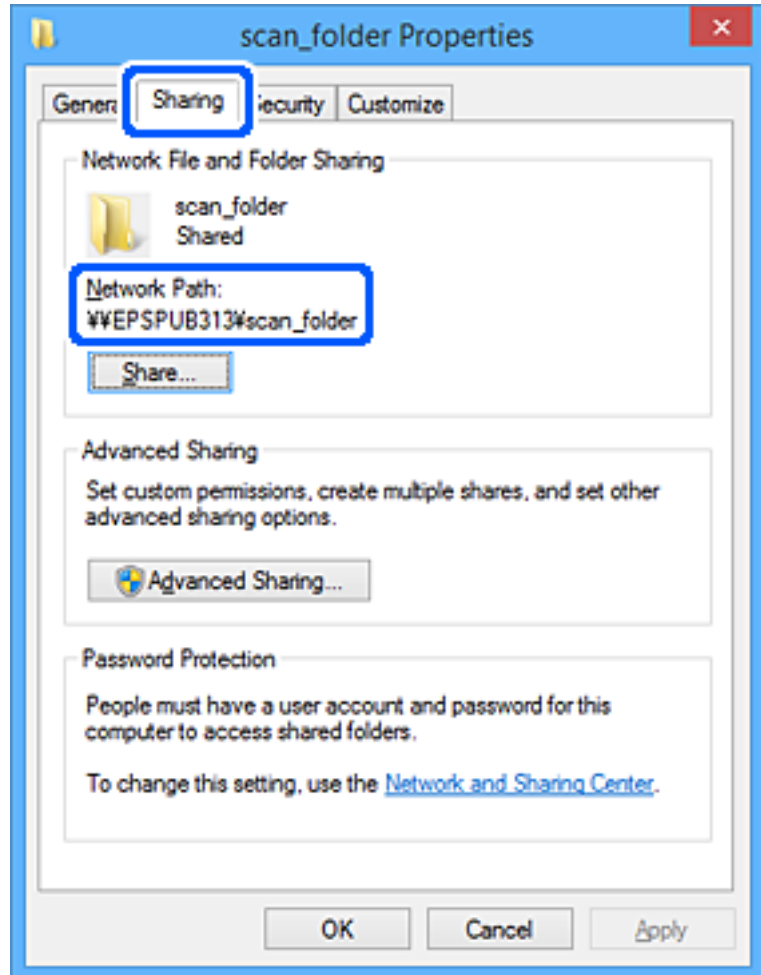 scan_folder Properties
General Sharing Security Customize
Network File and Folder Sharing
scan_folder
Shared
Network Path:
¥¥EPSPUB313¥scan_folder
Share...
Advanced Sharing
Set custom permissions, create multiple shares, and set other
advanced sharing options.
Advanced Sharing...
Password Protection
People must have a user account and password for this
computer to access shared folders.
To change this setting, use the Network and Sharing Center.
OK Cancel Apply